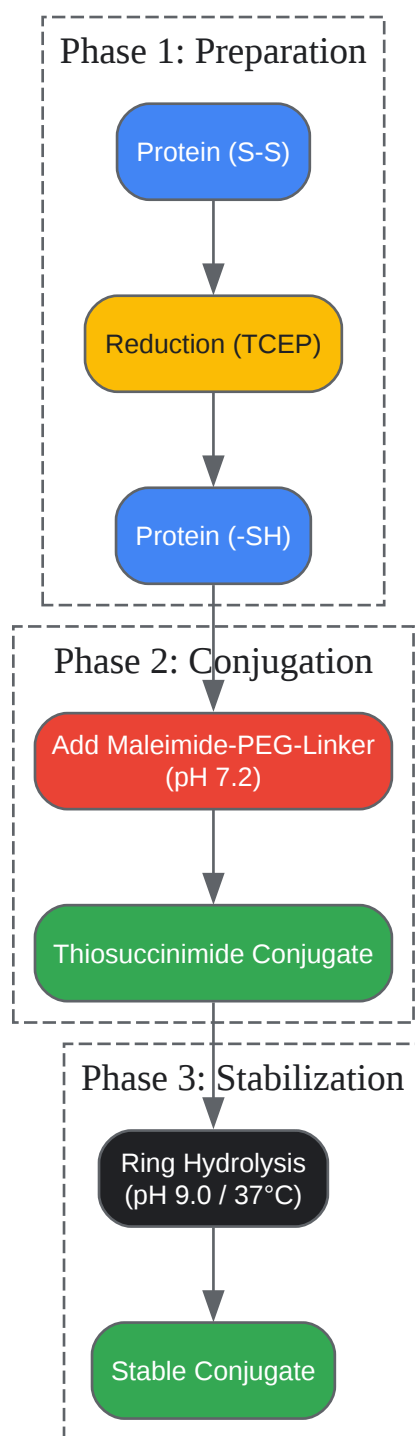 Phase 1: Preparation
Protein (S-S)
Reduction (TCEP)
Protein (-SH)
Phase 2: Conjugation
Add Maleimide-PEG-Linker
(pH 7.2)
Thiosuccinimide Conjugate
Phase 3: Stabilization
Ring Hydrolysis
(pH 9.0 / 37°C)
Stable Conjugate